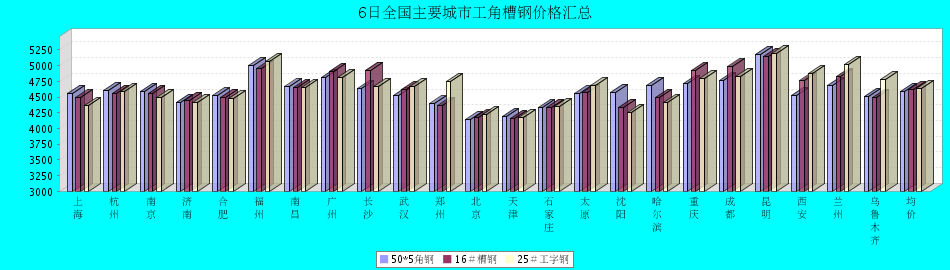 6日全国主要城市工角槽钢价格汇总
5250
5000
4750
4500
4250
4000
3750
3500
3250
3000
上海
杭州
南京
济南
合肥
福州
南昌
广州
长沙
武汉
郑州
北京
天津
石家庄
太原
沈阳
哈尔滨
重庆
成都
昆明
西安
兰州
乌鲁木齐
均价
50*5角钢 16#槽钢 25#工字钢